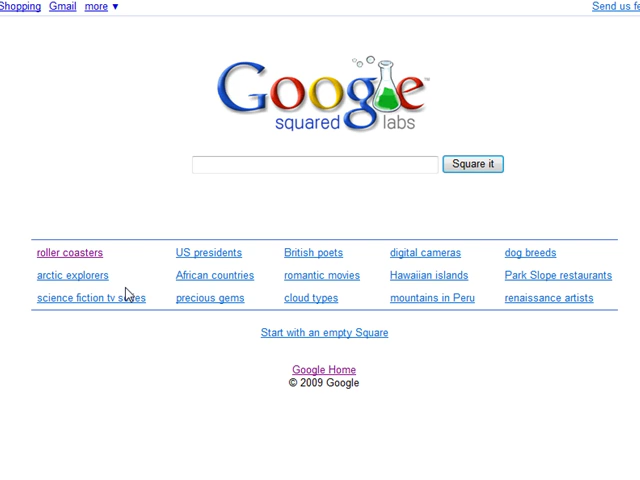 Shopping Gmail more ▼ Send us fe
Google™
squared labs
Square it
roller coasters US presidents British poets digital cameras dog breeds
arctic explorers African countries romantic movies Hawaiian islands Park Slope restaurants
science fiction tv series precious gems cloud types mountains in Peru renaissance artists
Start with an empty Square
Google Home
© 2009 Google